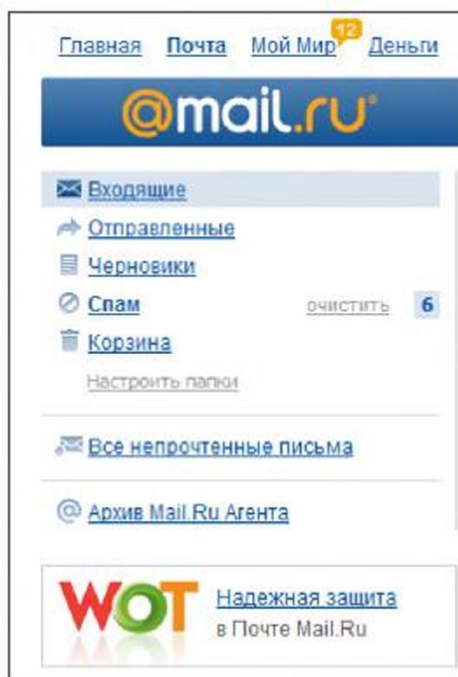 Главная Почта Мой Мир 12 Деньги
@mail.ru®
Входящие
Отправленные
Черновики
Спам очистить 6
Корзина
Настроить папки
Все непрочтенные письма
@ Архив Mail.Ru Агента
WOT Надежная защита
в Почте Mail.Ru